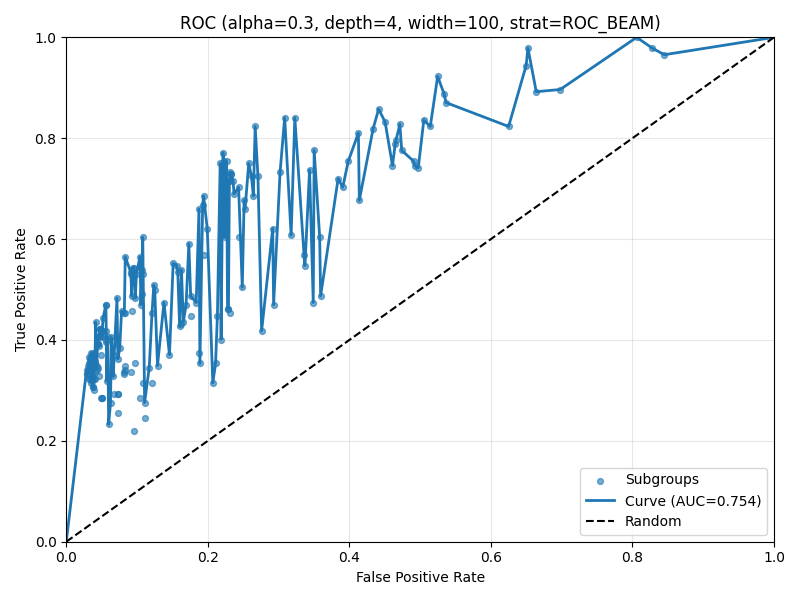 ROC (alpha=0.3, depth=4, width=100, strat=ROC_BEAM)
True Positive Rate
1.0
0.8
0.6
0.4
0.2
0.0
Subgroups
Curve (AUC=0.754)
Random
0.0 0.2 0.4 0.6 0.8 1.0
False Positive Rate